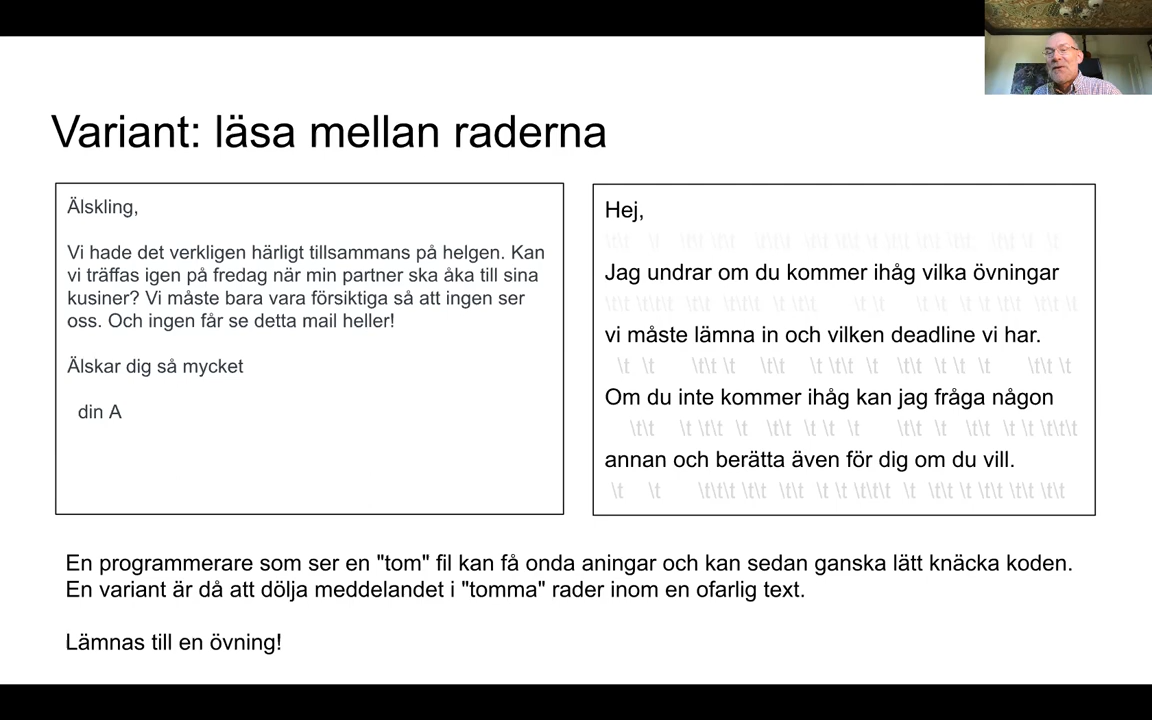 Variant: läsa mellan raderna
Älskling,
Vi hade det verkligen härligt tillsammans på helgen. Kan
vi träffas igen på fredag när min partner ska åka till sina
kusiner? Vi måste bara vara försiktiga så att ingen ser
oss. Och ingen får se detta mail heller!
Älskar dig så mycket
din A
Hej,
\t\t \t \t\t\t \t\t \t\t\t\t \t\t \t\t\t \t \t\t \t\t \t\t \t\t \t \t
Jag undrar om du kommer ihåg vilka övningar
\t\t \t\t\t\t \t\t \t\t \t\t\t\t \t \t\t \t \t \t \t \t\t \t \t \t \t\t \t\t \t\t \t
vi måste lämna in och vilken deadline vi har.
\t \t \t\t\t \t\t \t \t\t\t \t \t\t \t \t \t \t\t \t
Om du inte kommer ihåg kan jag fråga någon
\t\t \t \t\t \t \t\t \t \t \t \t\t \t \t\t \t \t \t\t\t\t
annan och berätta även för dig om du vill.
\t \t \t\t\t\t \t\t \t\t \t \t \t\t\t\t \t \t\t \t \t\t\t \t\t \t\t
En programmerare som ser en "tom" fil kan få onda aningar och kan sedan ganska lätt knäcka koden.
En variant är då att dölja meddelandet i "tomma" rader inom en ofarlig text.
Lämnas till en övning!